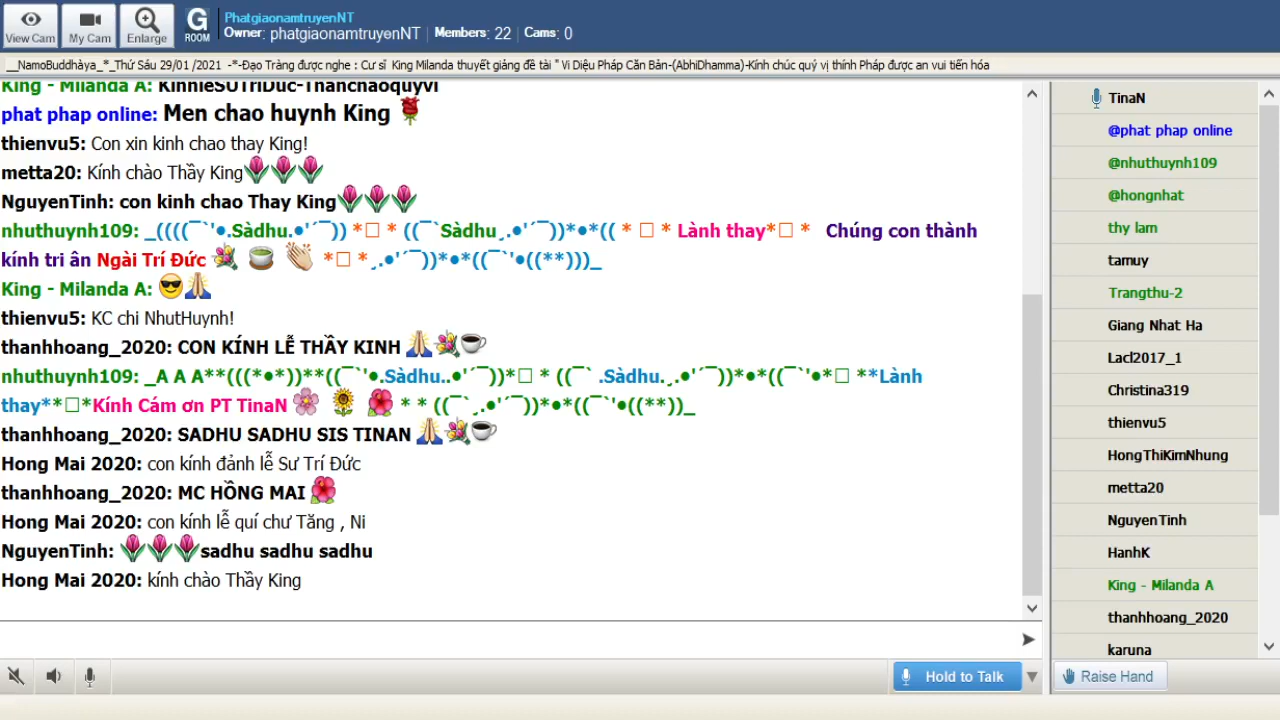 View Cam
My Cam
Enlarge
G
ROOM
PhatgiaonamtruyenNT
Owner: phatgiaonamtruyenNT | Members: 22 | Cams: 0
__NamoBuddhàya_*_Thứ Sáu 29/01 /2021 -*-Đạo Tràng được nghe : Cư sĩ King Milanda thuyết giảng đề tài " Vi Diệu Pháp Căn Bản-(AbhiDhamma)-Kính chúc quý vị thính Pháp được an vui tiến hóa
King - Milanda A: KinhleSUTriDuc-Thanchaoquyvi
phat phap online: Men chao huynh King 🌹
thienvu5: Con xin kinh chao thay King!
metta20: Kính chào Thầy King🌷🌷🌷
NguyenTinh: con kinh chao Thay King🌷🌷🌷
nhuthuynh109: _((((¯`'•.Sàdhu.•'´¯)) *□ * ((¯`Sàdhu¸.•'´¯))*•*(( * □ * Lành thay*□ * Chúng con thành
kính tri ân Ngài Trí Đức 💐 🍵 👏 *□ *¸.•'´¯))*•*((¯`'•((**)))_
King - Milanda A: 😎🙏
thienvu5: KC chi NhutHuynh!
thanhhoang_2020: CON KÍNH LỄ THẦY KINH 🙏💐☕
nhuthuynh109: _A A A**(((*•*))**((¯`'•.Sàdhu..•'´¯))*□ * ((¯` .Sàdhu.¸.•'´¯))*•*((¯`'•*□ **Lành
thay**□*Kính Cám ơn PT TinaN 🌸 🌻 🌺 * * ((¯`¸.•'´¯))*•*((¯`'•((**))_
thanhhoang_2020: SADHU SADHU SIS TINAN 🙏💐☕
Hong Mai 2020: con kính đảnh lễ Sư Trí Đức
thanhhoang_2020: MC HỒNG MAI 🌺
Hong Mai 2020: con kính lễ quí chư Tăng , Ni
NguyenTinh: 🌷🌷🌷sadhu sadhu sadhu
Hong Mai 2020: kính chào Thầy King
Hold to Talk
TinaN
@phat phap online
@nhuthuynh109
@hongnhat
thy lam
tamuy
Trangthu-2
Giang Nhat Ha
Lacl2017_1
Christina319
thienvu5
HongThiKimNhung
metta20
NguyenTinh
HanhK
King - Milanda A
thanhhoang_2020
karuna
Raise Hand